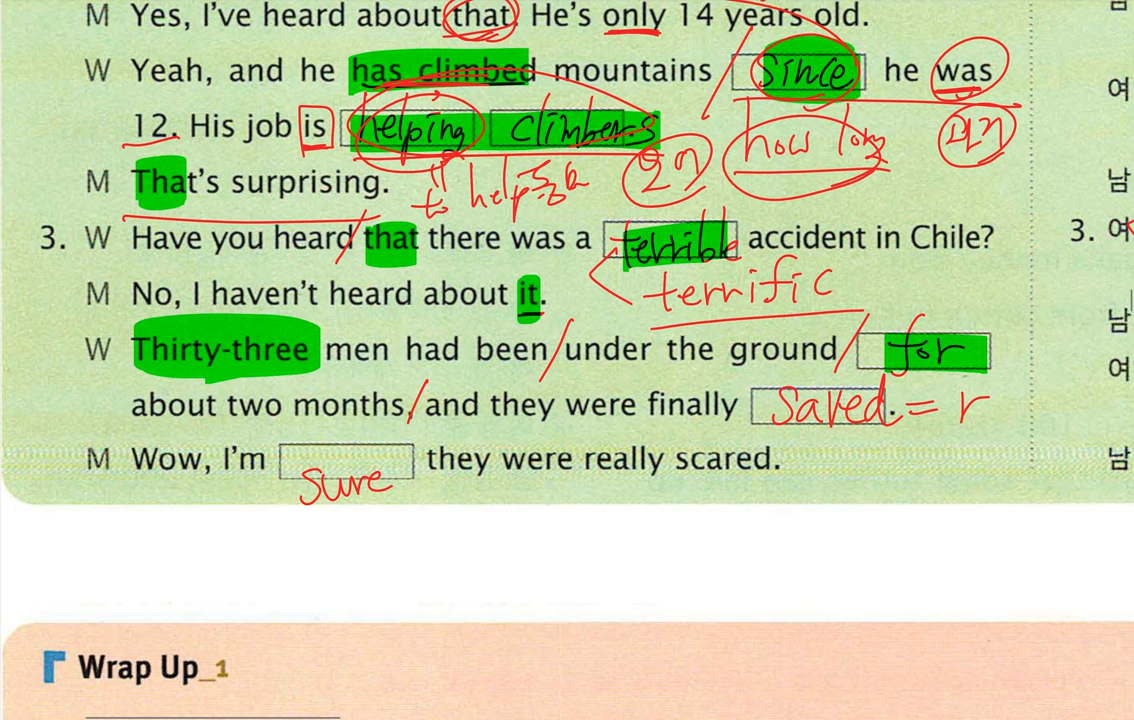 M Yes, I've heard about that. He's only 14 years old.
W Yeah, and he has climbed mountains since he was
12. His job is helping climbers
how long
과거
M That's surprising.
to help
3. W Have you heard that there was a terrible accident in Chile?
terrific
M No, I haven't heard about it.
W Thirty-three men had been under the ground for
about two months, and they were finally saved. = r
M Wow, I'm sure they were really scared.
여
남
3. 여
남
여
남
Wrap Up_1